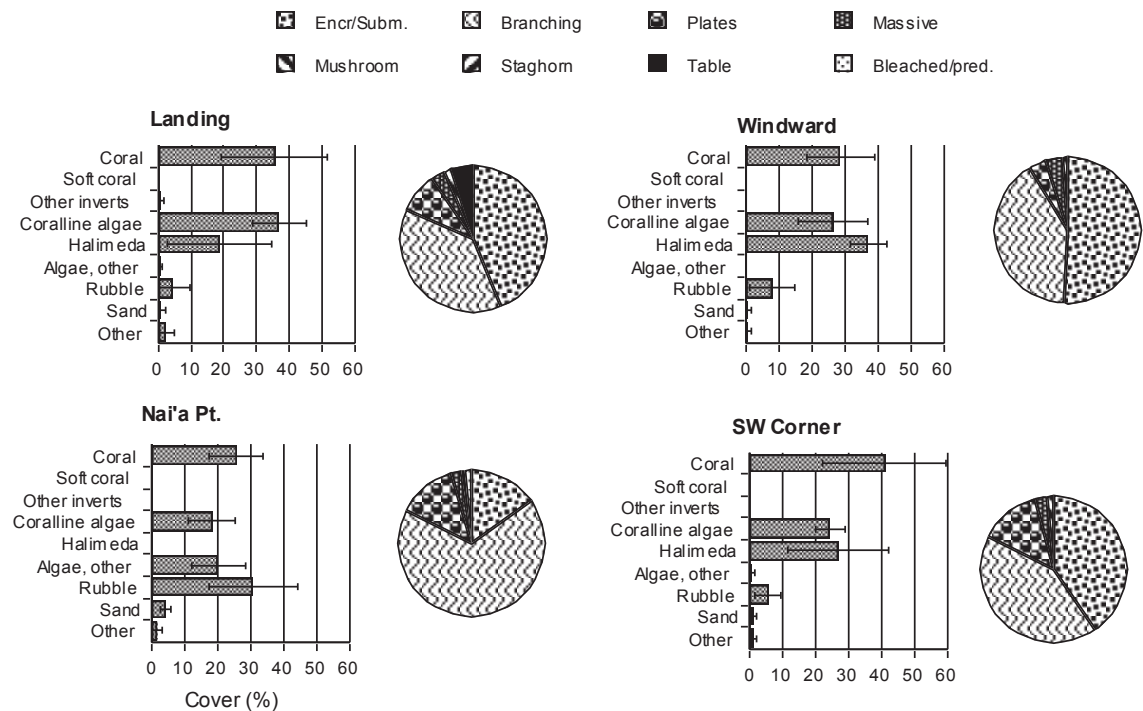 Encr/Subm. Branching Plates Massive
Mushroom Staghorn Table Bleached/pred.
Landing
Coral
Soft coral
Other inverts
Coralline algae
Halimeda
Algae, other
Rubble
Sand
Other
0 10 20 30 40 50 60
Windward
Coral
Soft coral
Other inverts
Coralline algae
Halimeda
Algae, other
Rubble
Sand
Other
0 10 20 30 40 50 60
Nai'a Pt.
Coral
Soft coral
Other inverts
Coralline algae
Halimeda
Algae, other
Rubble
Sand
Other
0 10 20 30 40 50 60
Cover (%)
SW Corner
Coral
Soft coral
Other inverts
Coralline algae
Halimeda
Algae, other
Rubble
Sand
Other
0 10 20 30 40 50 60